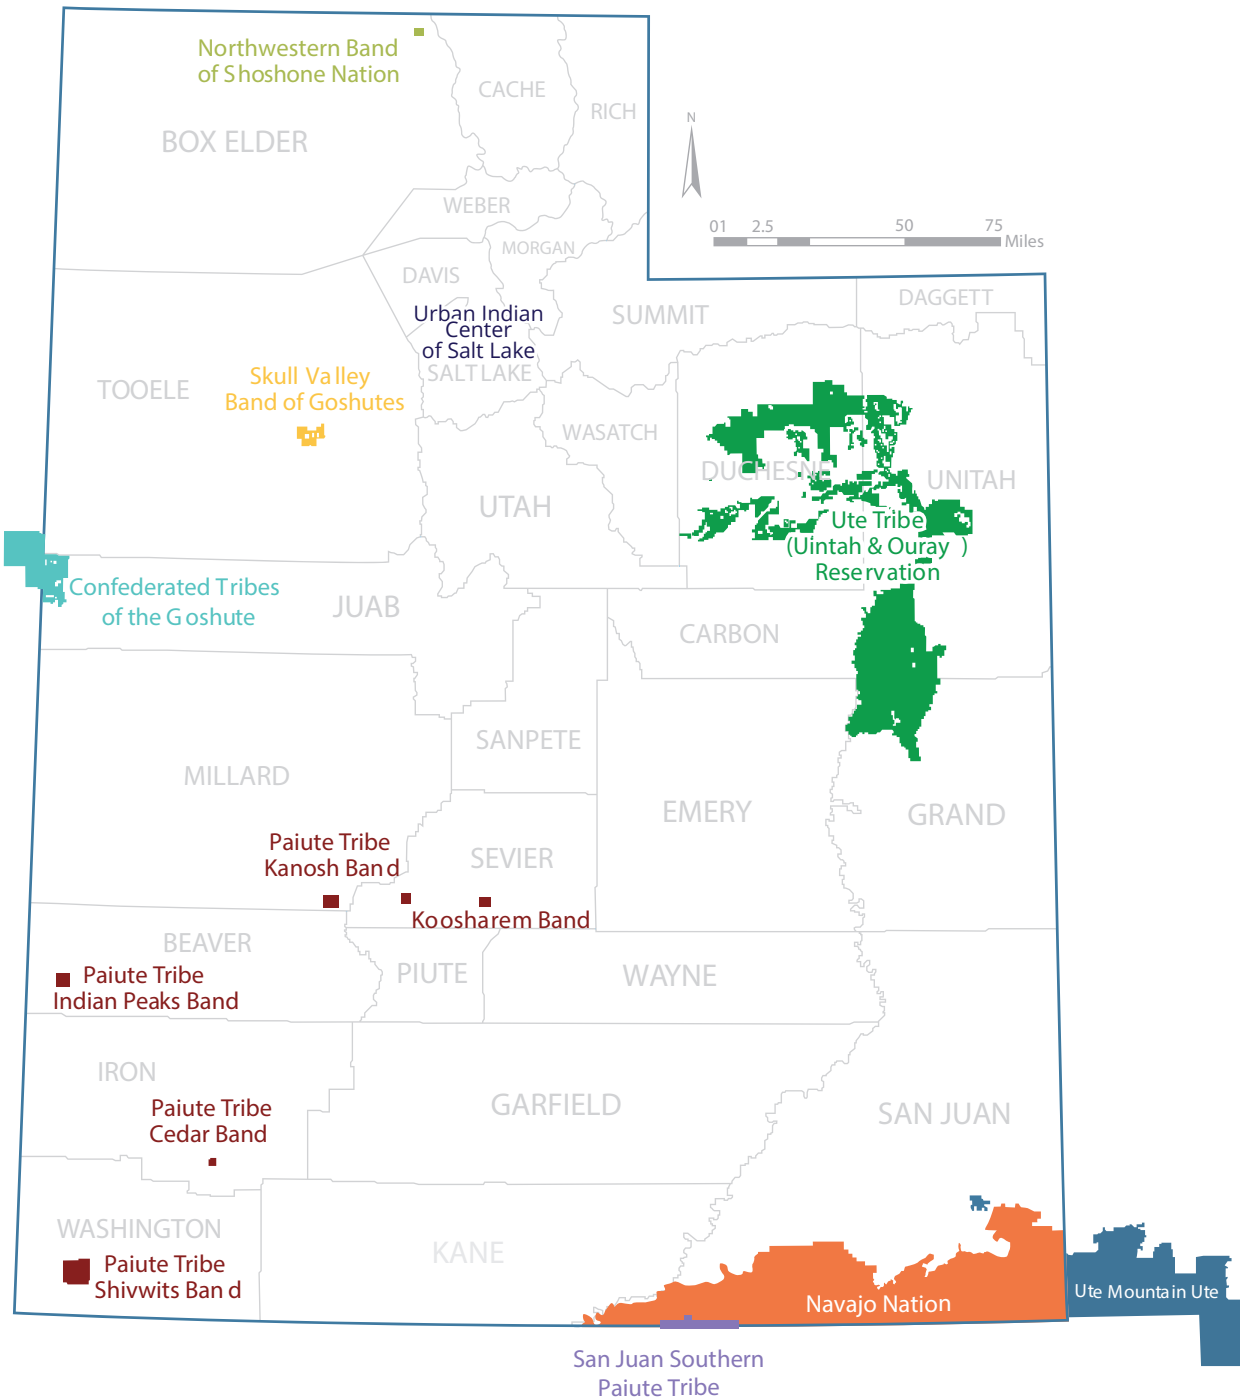 Northwestern Band
of Shoshone Nation
CACHE
RICH
BOX ELDER
N
WEBER
01 2.5 50 75
Miles
MORGAN
DAVIS
DAGGETT
Urban Indian
Center
of Salt Lake
SUMMIT
SALT LAKE
TOOELE
Skull Valley
Band of Goshutes
WASATCH
DUCHESNE
UNITAH
UTAH
Ute Tribe
(Uintah & Ouray )
Reservation
Confederated Tribes
of the Goshute
JUAB
CARBON
SANPETE
MILLARD
EMERY
GRAND
Paiute Tribe
Kanosh Band
SEVIER
Koosharem Band
BEAVER
Paiute Tribe
Indian Peaks Band
PIUTE
WAYNE
IRON
Paiute Tribe
Cedar Band
GARFIELD
SAN JUAN
WASHINGTON
KANE
Paiute Tribe
Shivwits Band
Navajo Nation
Ute Mountain Ute
San Juan Southern
Paiute Tribe